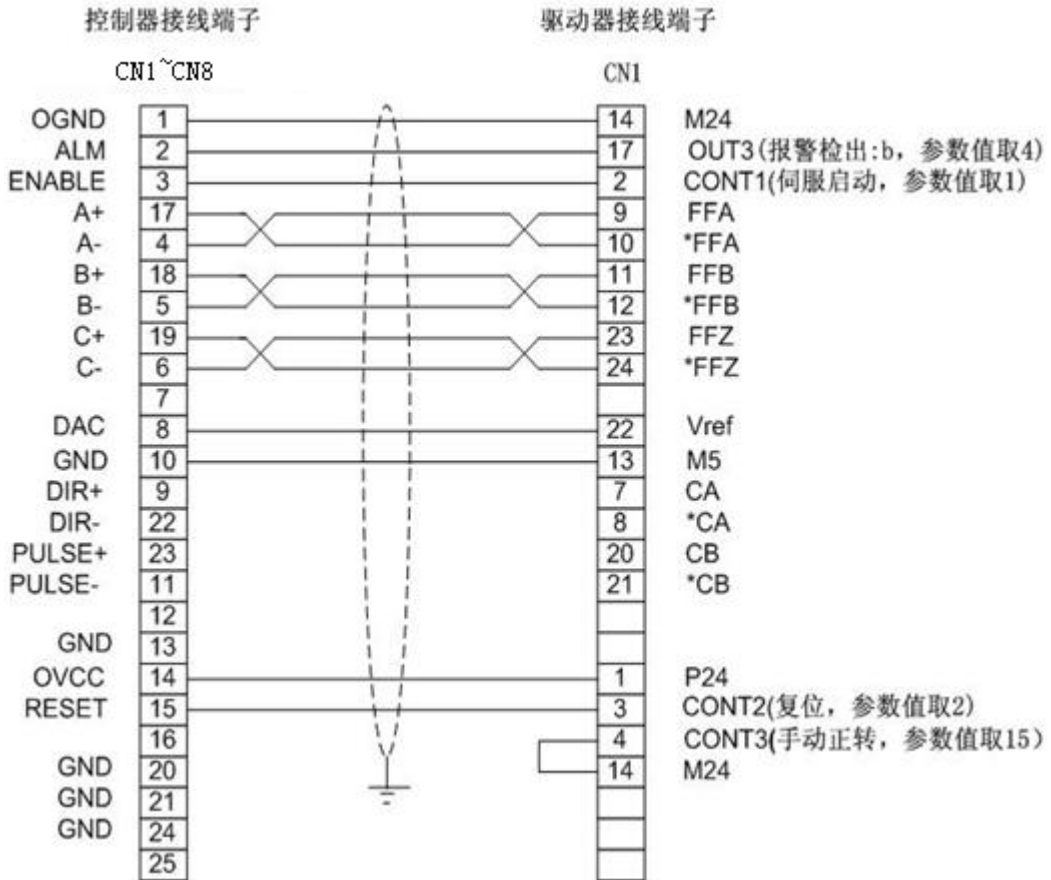 控制器接线端子 驱动器接线端子
CN1~CN8 CN1
OGND 1 14 M24
ALM 2 17 OUT3(报警检出:b，参数值取4)
ENABLE 3 2 CONT1(伺服启动，参数值取1)
A+ 17 9 FFA
A- 4 10 *FFA
B+ 18 11 FFB
B- 5 12 *FFB
C+ 19 23 FFZ
C- 6 24 *FFZ
7
DAC 8 22 Vref
GND 10 13 M5
DIR+ 9 7 CA
DIR- 22 8 *CA
PULSE+ 23 20 CB
PULSE- 11 21 *CB
12
GND 13
OVCC 14 1 P24
RESET 15 3 CONT2(复位，参数值取2)
16 4 CONT3(手动正转，参数值取15)
GND 20 14 M24
GND 21
GND 24
25